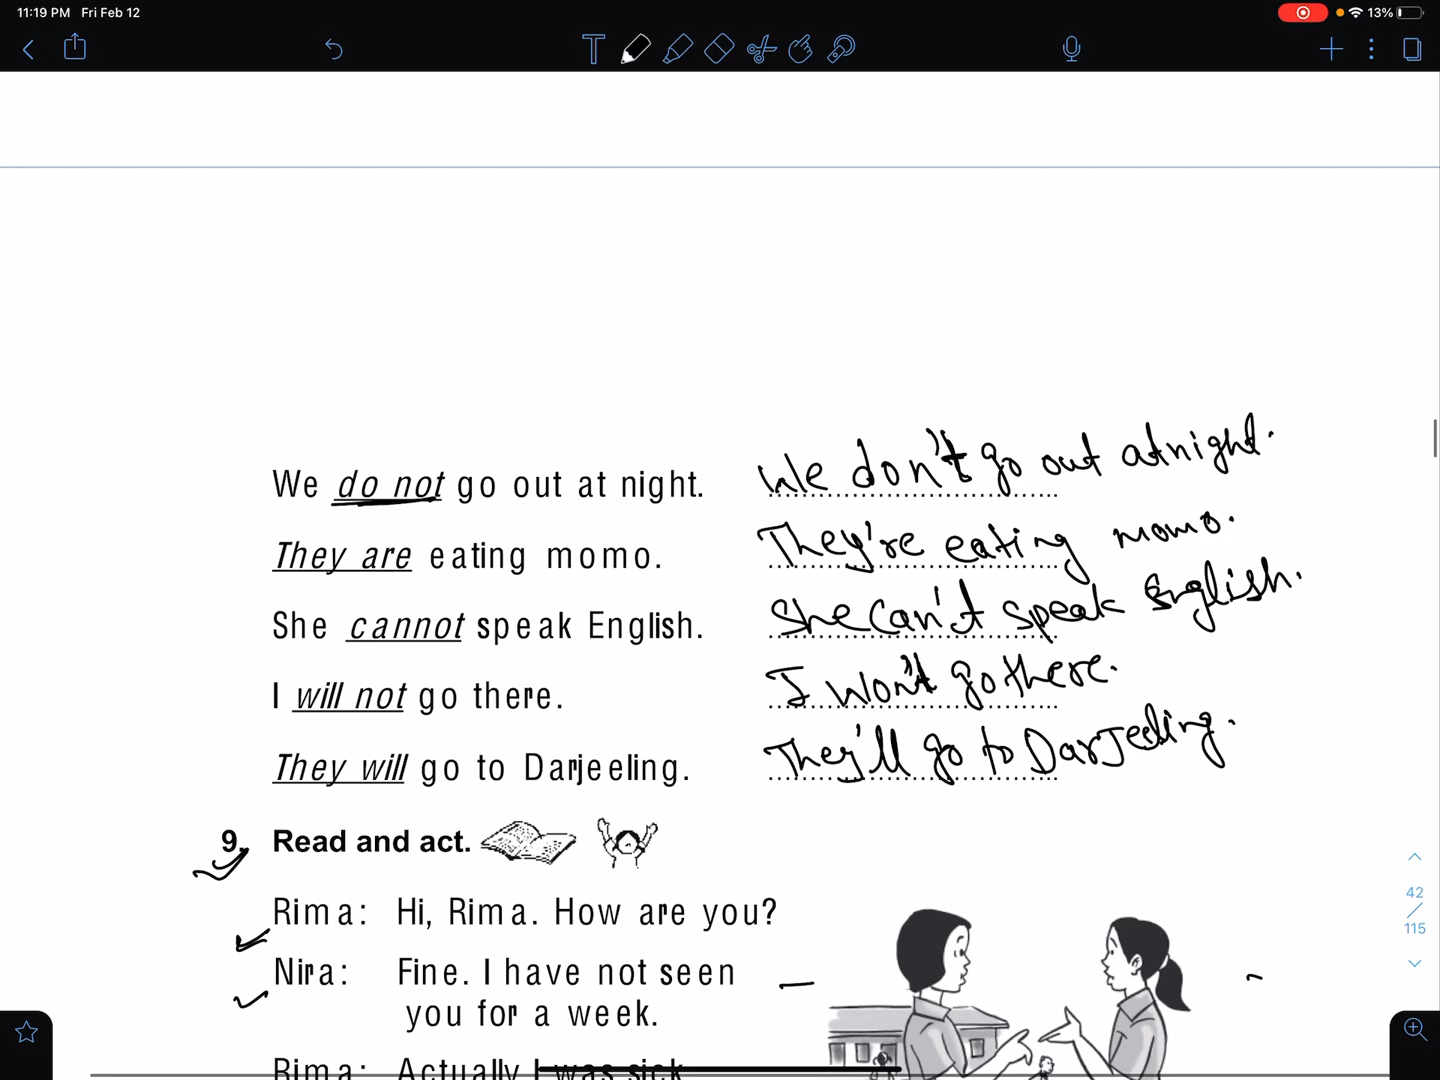 11:19 PM Fri Feb 12 13%
T
We do not go out at night. We don't go out at night.
They are eating momo. They're eating momo.
She cannot speak English. She can't speak English.
I will not go there. I won't go there.
They will go to Darjeeling. They'll go to Darjeeling.
9. Read and act.
Rima: Hi, Rima. How are you?
Nira: Fine. I have not seen
you for a week.
Rima: Actually I was sick
42
115